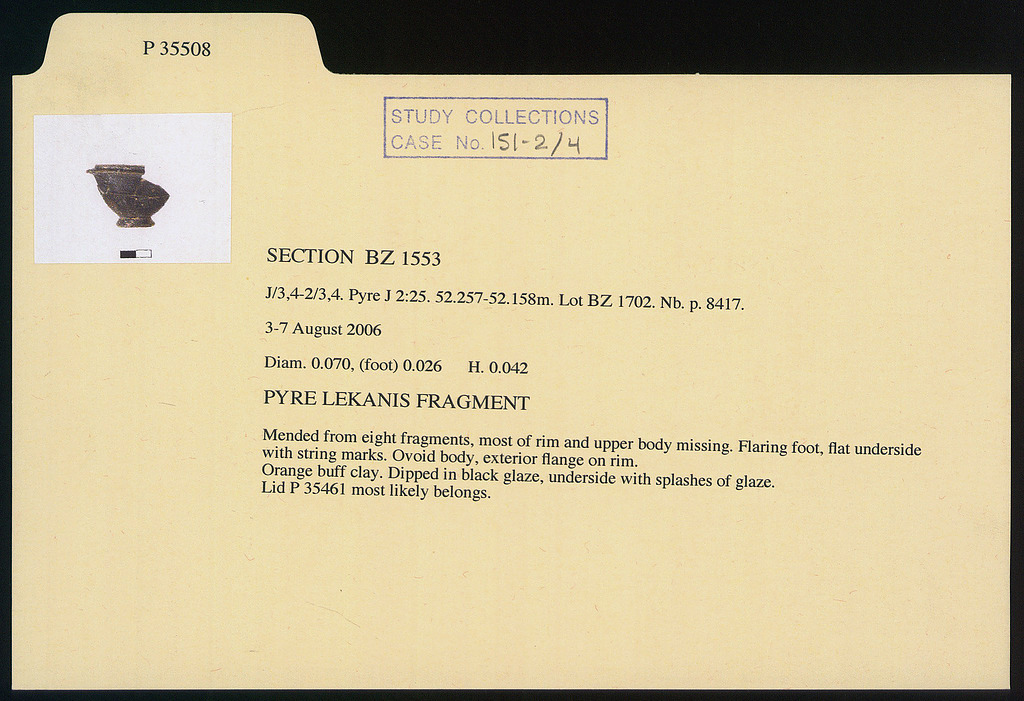 P 35508
STUDY COLLECTIONS
CASE No. 151-2/4
SECTION BZ 1553
J/3,4-2/3,4. Pyre J 2:25. 52.257-52.158m. Lot BZ 1702. Nb. p. 8417.
3-7 August 2006
Diam. 0.070, (foot) 0.026 H. 0.042
PYRE LEKANIS FRAGMENT
Mended from eight fragments, most of rim and upper body missing. Flaring foot, flat underside
with string marks. Ovoid body, exterior flange on rim.
Orange buff clay. Dipped in black glaze, underside with splashes of glaze.
Lid P 35461 most likely belongs.